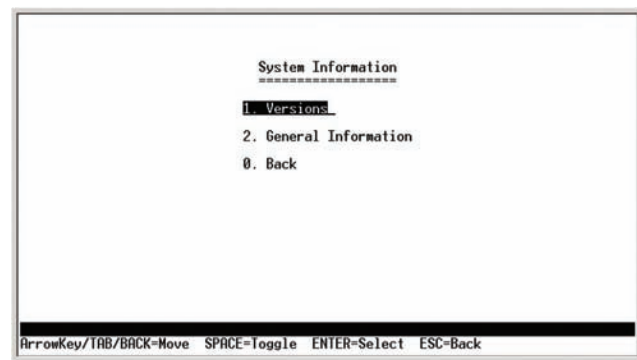 System Information
==================
1. Versions
2. General Information
0. Back
ArrowKey/TAB/BACK=Move  SPACE=Toggle  ENTER=Select  ESC=Back